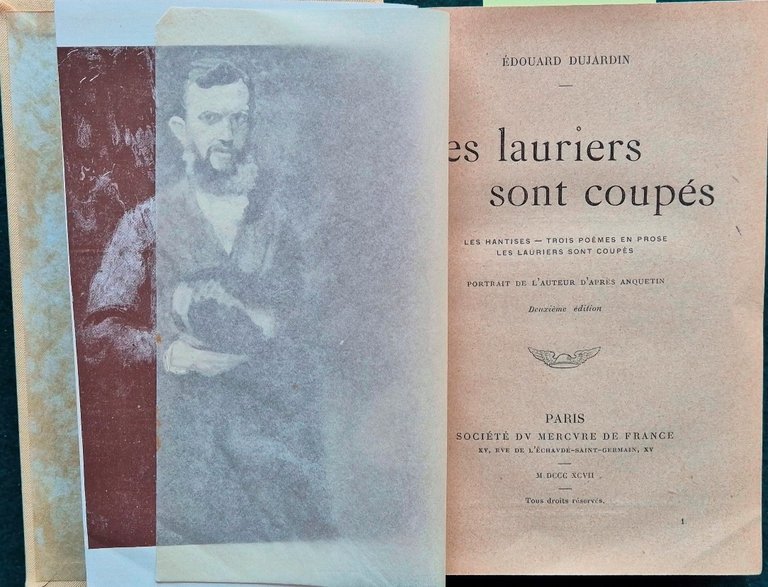 ÉDOUARD DUJARDIN
es lauriers
sont coupés
LES HANTISES — TROIS POÈMES EN PROSE
LES LAURIERS SONT COUPÉS
PORTRAIT DE L'AUTEUR D'APRÈS ANQUETIN
Deuxième édition
PARIS
SOCIÉTÉ DV MERCVRE DE FRANCE
XV, RVE DE L'ÉCHAVDÉ-SAINT-GERMAIN, XV
M.DCCC XCVII
Tous droits réservés.
1